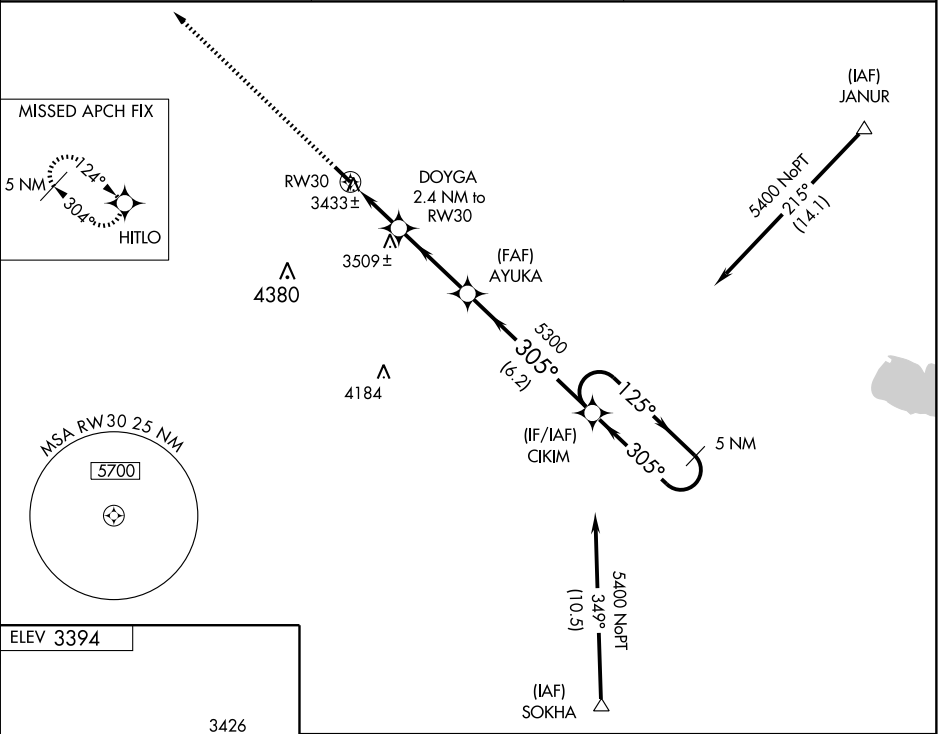 MISSED APCH FIX
5 NM
124°
304°
HITLO
RW30
3433±
DOYGA
2.4 NM to
RW30
3509±
4380
(FAF)
AYUKA
4184
5300
305°
(6.2)
(IF/IAF)
CIKIM
125°
305°
5 NM
(IAF)
JANUR
5400 NoPT
215°
(14.1)
MSA RW30 25 NM
5700
5400 NoPT
349°
(10.5)
(IAF)
SOKHA
ELEV 3394
3426